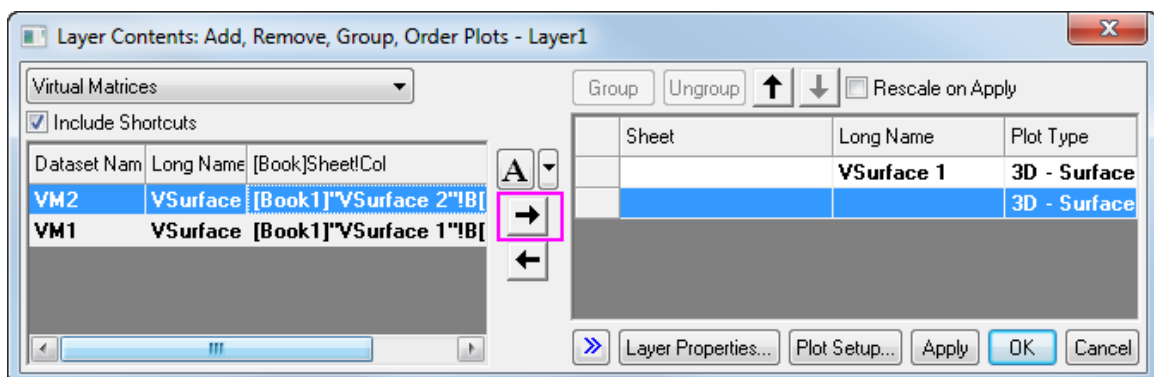 Layer Contents: Add, Remove, Group, Order Plots - Layer1
x
Virtual Matrices
Group Ungroup Rescale on Apply
Include Shortcuts
Sheet Long Name Plot Type
Dataset Nam Long Name [Book]Sheet!Col
A
VSurface 1 3D - Surface
VM2 VSurface [Book1]"VSurface 2"!B[
3D - Surface
VM1 VSurface [Book1]"VSurface 1"!B[
Layer Properties... Plot Setup... Apply OK Cancel